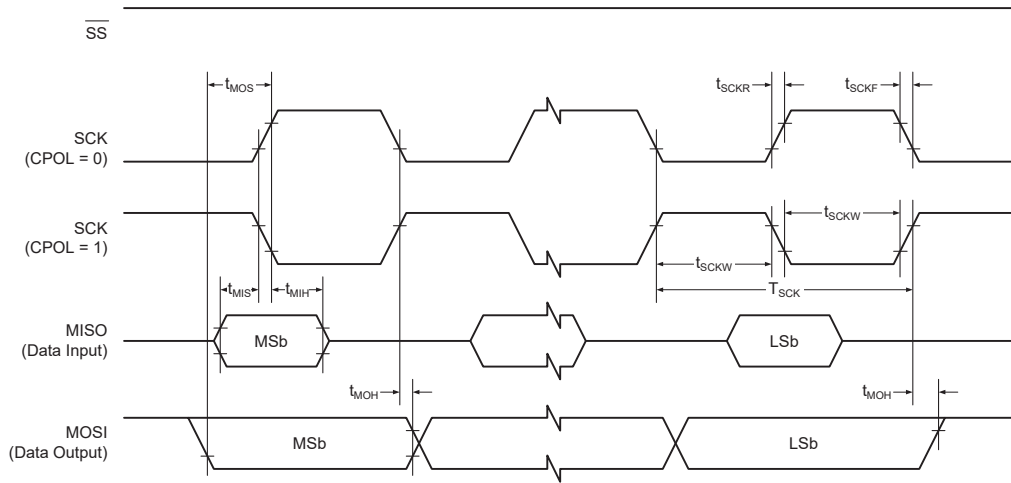 SS
tMOS
tSCKR
tSCKF
SCK
(CPOL = 0)
SCK
(CPOL = 1)
tSCKW
tSCKW
tMIS
tMIH
TSCK
MISO
(Data Input)
MSb
LSb
tMOH
tMOH
MOSI
(Data Output)
MSb
LSb